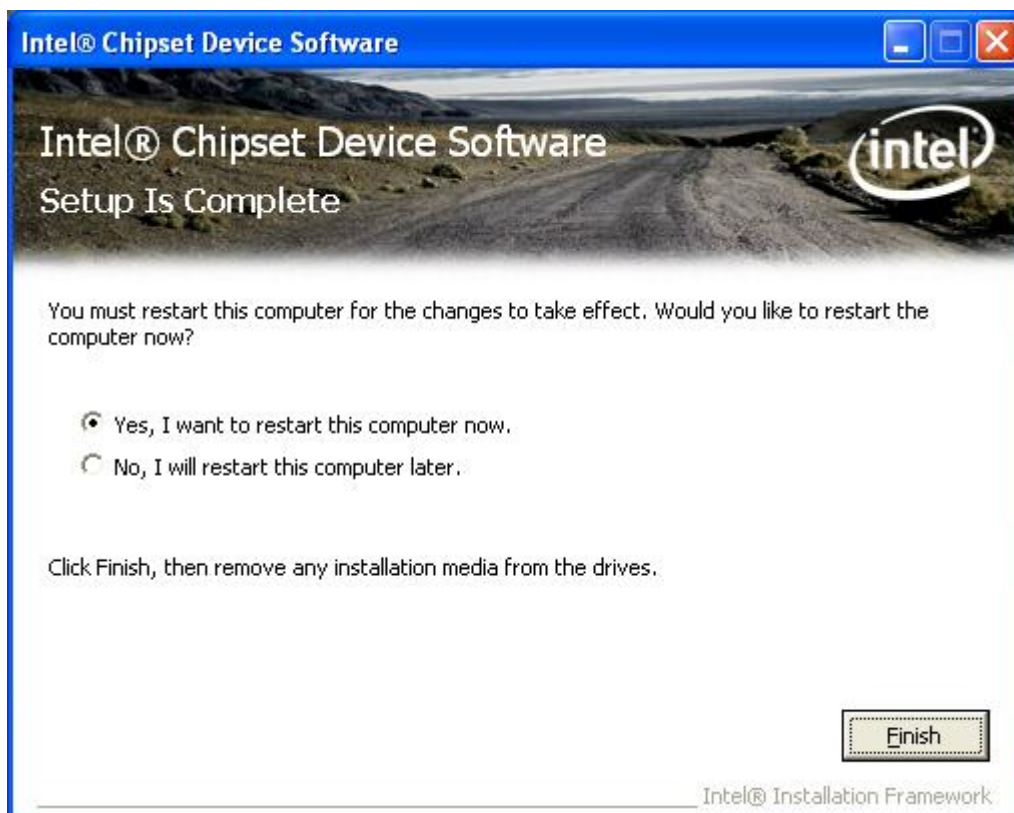 Intel® Chipset Device Software
Intel® Chipset Device Software
intel
Setup Is Complete
You must restart this computer for the changes to take effect. Would you like to restart the
computer now?
Yes, I want to restart this computer now.
No, I will restart this computer later.
Click Finish, then remove any installation media from the drives.
Finish
Intel® Installation Framework